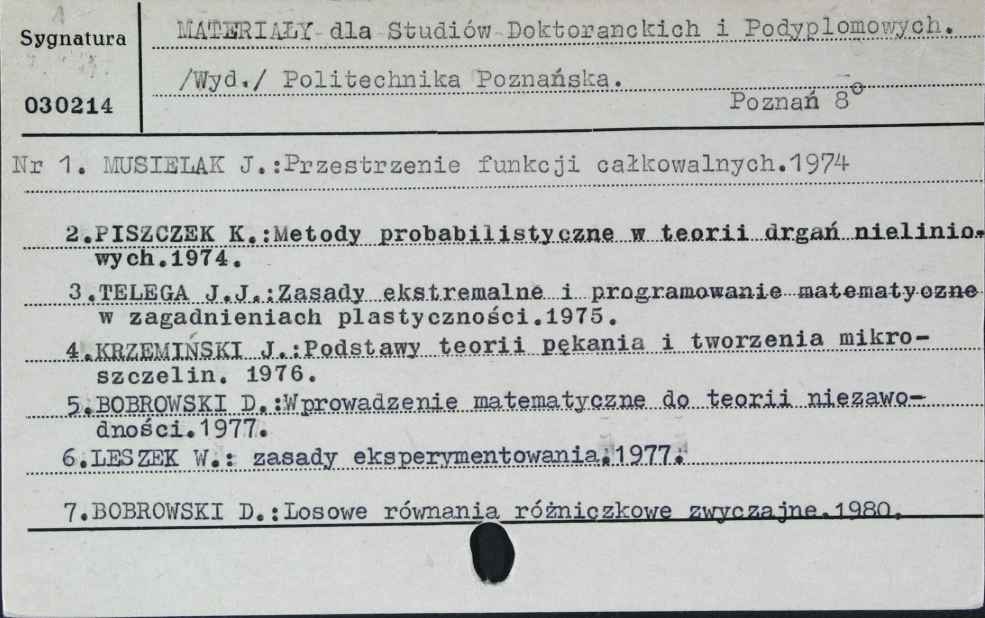 Sygnatura
030214
MATERIAŁY dla Studiów Doktoranckich i Podyplomowych.
/Wyd./ Politechnika Poznańska.
Poznań 8o
Nr 1. MUSIELAK J.:Przestrzenie funkcji całkowalnych.1974
2.PISZCZEK K.:Metody probabilistyczne w teorii drgań nielinio-
wych.1974.
3.TELEGA J.J.:Zasady ekstremalne i programowanie matematyczne
w zagadnieniach plastyczności.1975.
4.KRZEMIŃSKI J.:Podstawy teorii pękania i tworzenia mikro-
szczelin. 1976.
5.BOBROWSKI D.:Wprowadzenie matematyczne do teorii niezawo-
dności.1977.
6.LESZEK W.: zasady eksperymentowania.1977.
7.BOBROWSKI D.:Losowe równania różniczkowe zwyczajne.1980.